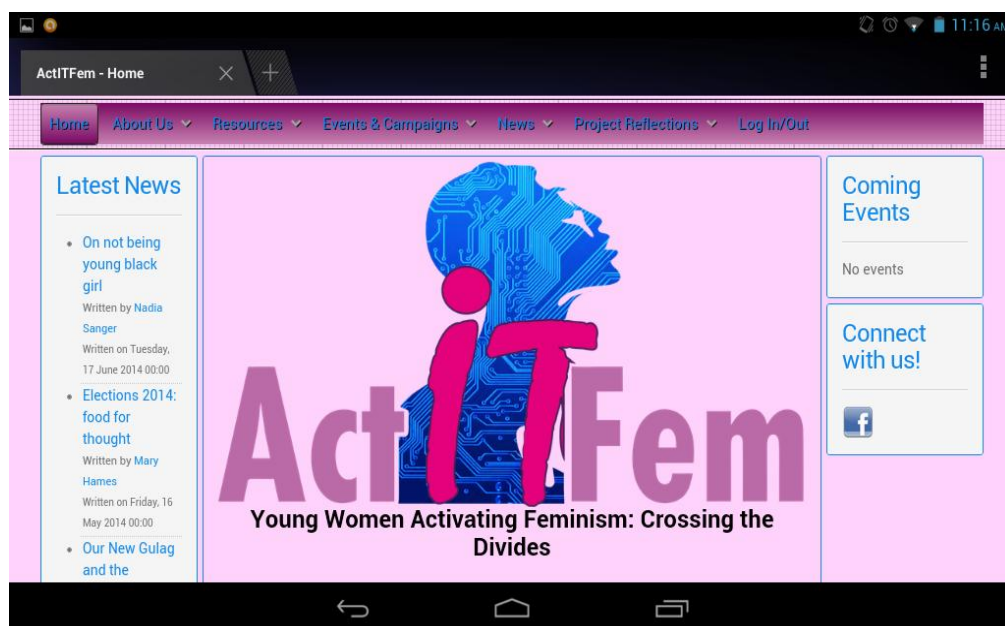 11:16 AM
ActITFem - Home
Home About Us Resources Events & Campaigns News Project Reflections Log In/Out
Latest News
On not being
young black
girl
Written by Nadia
Sanger
Written on Tuesday,
17 June 2014 00:00
Elections 2014:
food for
thought
Written by Mary
Hames
Written on Friday, 16
May 2014 00:00
Our New Gulag
and the
ActiTFem
Young Women Activating Feminism: Crossing the
Divides
Coming
Events
No events
Connect
with us!
f